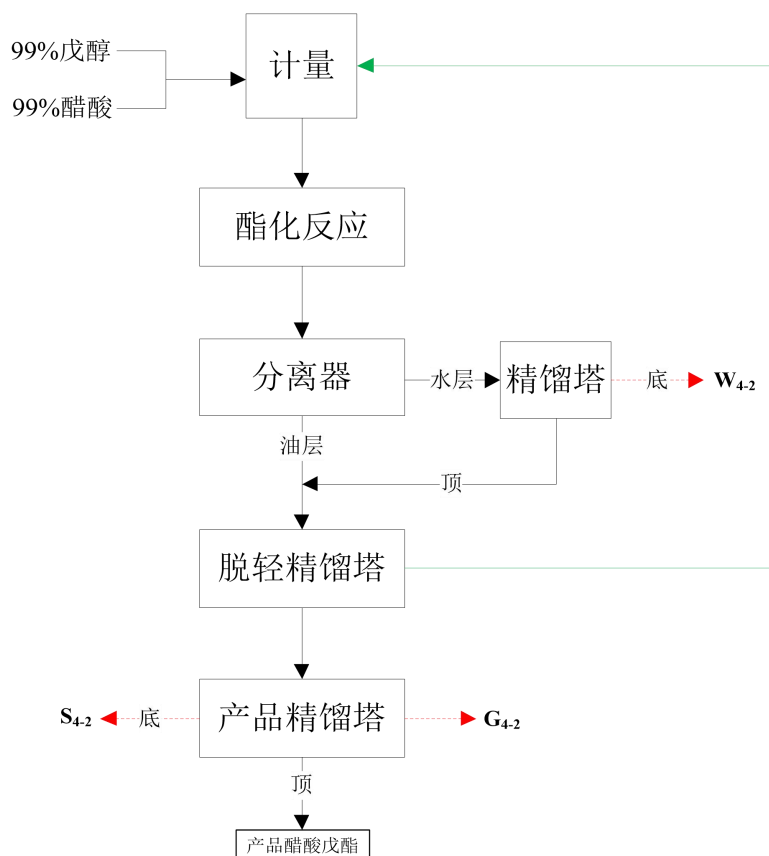 99%戊醇
99%醋酸
计量
酯化反应
分离器
水层
精馏塔
底
W4-2
油层
顶
脱轻精馏塔
S4-2
底
产品精馏塔
G4-2
顶
产品醋酸戊酯